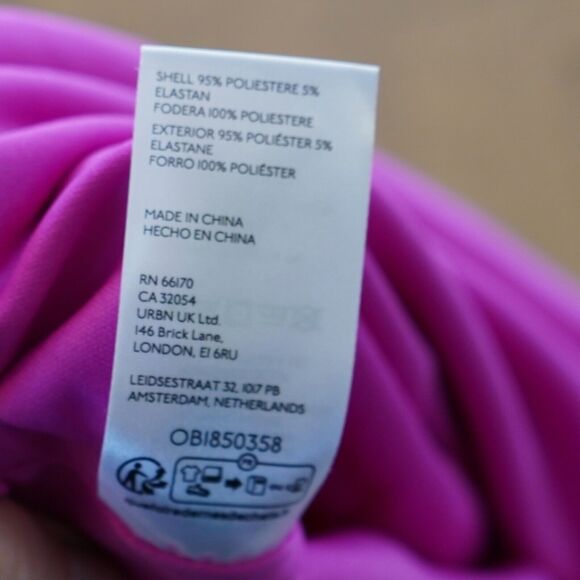 SHELL 95% POLIESTERE 5%
ELASTAN
FODERA 100% POLIESTERE
EXTERIOR 95% POLIÉSTER 5%
ELASTANE
FORRO 100% POLIÉSTER
MADE IN CHINA
HECHO EN CHINA
RN 66170
CA 32054
URBN UK Ltd.
146 Brick Lane,
LONDON, E1 6RU
LEIDSESTRAAT 32, 1017 PB
AMSTERDAM, NETHERLANDS
OB1850358
FR